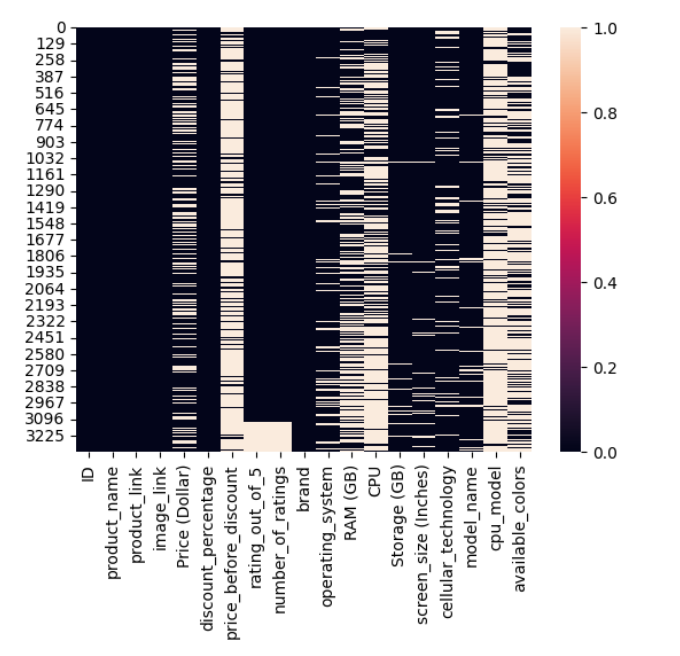 0
129
258
387
516
645
774
903
1032
1161
1290
1419
1548
1677
1806
1935
2064
2193
2322
2451
2580
2709
2838
2967
3096
3225
ID
product_name
product_link
image_link
Price (Dollar)
discount_percentage
price_before_discount
rating_out_of_5
number_of_ratings
brand
operating_system
RAM (GB)
CPU
Storage (GB)
screen_size (Inches)
cellular_technology
model_name
cpu_model
available_colors
1.0
0.8
0.6
0.4
0.2
0.0